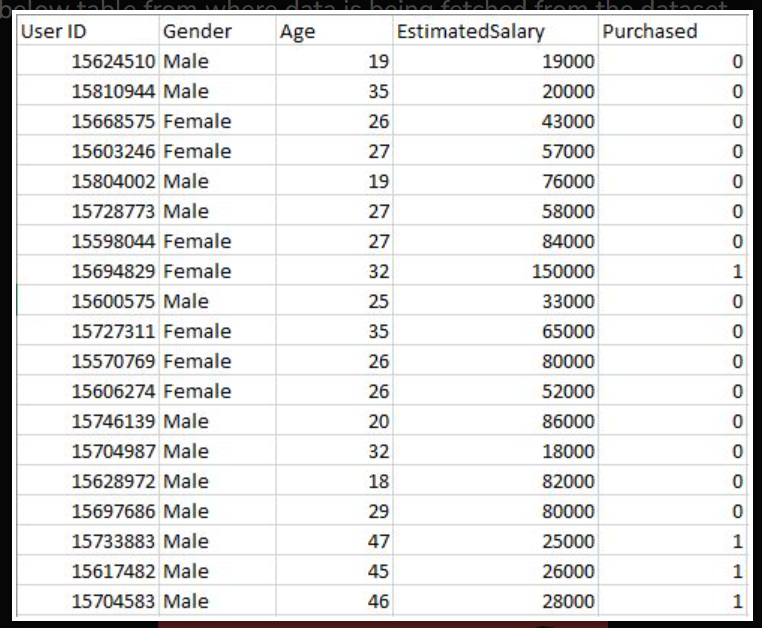 below table from where data is being fetched from the dataset
User ID Gender Age EstimatedSalary Purchased
15624510 Male 19 19000 0
15810944 Male 35 20000 0
15668575 Female 26 43000 0
15603246 Female 27 57000 0
15804002 Male 19 76000 0
15728773 Male 27 58000 0
15598044 Female 27 84000 0
15694829 Female 32 150000 1
15600575 Male 25 33000 0
15727311 Female 35 65000 0
15570769 Female 26 80000 0
15606274 Female 26 52000 0
15746139 Male 20 86000 0
15704987 Male 32 18000 0
15628972 Male 18 82000 0
15697686 Male 29 80000 0
15733883 Male 47 25000 1
15617482 Male 45 26000 1
15704583 Male 46 28000 1